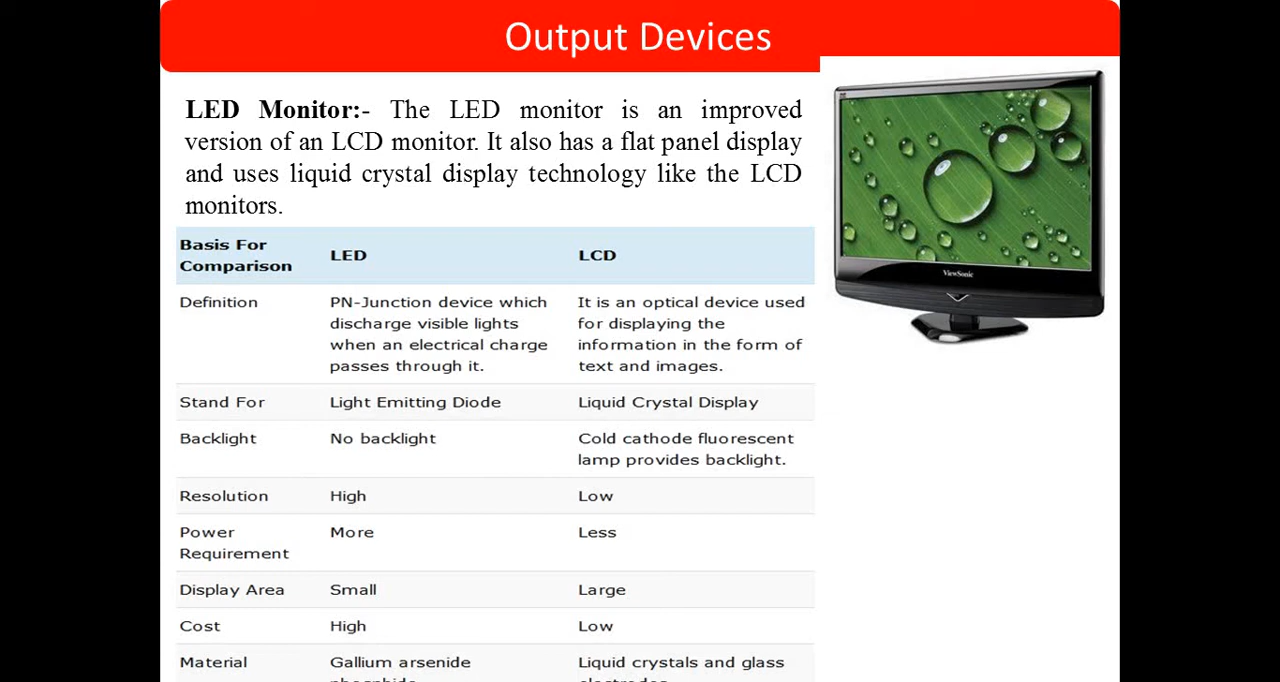 Output Devices
LED Monitor:- The LED monitor is an improved
version of an LCD monitor. It also has a flat panel display
and uses liquid crystal display technology like the LCD
monitors.
Basis For
Comparison
LED
LCD
Definition
PN-Junction device which
discharge visible lights
when an electrical charge
passes through it.
It is an optical device used
for displaying the
information in the form of
text and images.
Stand For
Light Emitting Diode
Liquid Crystal Display
Backlight
No backlight
Cold cathode fluorescent
lamp provides backlight.
Resolution
High
Low
Power
Requirement
More
Less
Display Area
Small
Large
Cost
High
Low
Material
Gallium arsenide
Liquid crystals and glass
ViewSonic